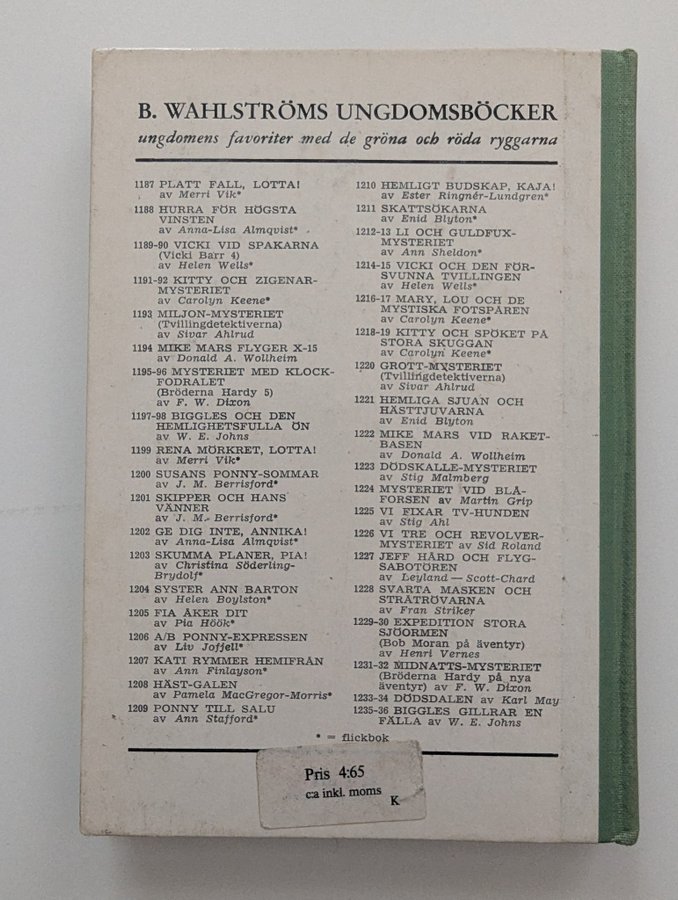 B. WAHLSTRÖMS UNGDOMSBÖCKER
ungdomens favoriter med de gröna och röda ryggarna
1187 PLATT FALL, LOTTA!
av Merri Vik*
1188 HURRA FÖR HÖGSTA
VINSTEN
av Anna-Lisa Almqvist*
1189-90 VICKI VID SPAKARNA
(Vicki Barr 4)
av Helen Wells*
1191-92 KITTY OCH ZIGENAR-
MYSTERIET
av Carolyn Keene*
1193 MILJON-MYSTERIET
(Tvillingdetektiverna)
av Sivar Ahlrud
1194 MIKE MARS FLYGER X-15
av Donald A. Wollheim
1195-96 MYSTERIET MED KLOCK-
FODRALET
(Bröderna Hardy 5)
av F. W. Dixon
1197-98 BIGGLES OCH DEN
HEMLIGHETSFULLA ÖN
av W. E. Johns
1199 RENA MÖRKRET, LOTTA!
av Merri Vik*
1200 SUSANS PONNY-SOMMAR
av J. M. Berrisford*
1201 SKIPPER OCH HANS
VÄNNER
av J. M. Berrisford*
1202 GE DIG INTE, ANNIKA!
av Anna-Lisa Almqvist*
1203 SKUMMA PLANER, PIA!
av Christina Söderling-
Brydolf*
1204 SYSTER ANN BARTON
av Helen Boylston*
1205 FIA ÅKER DIT
av Pia Höök*
1206 A/B PONNY-EXPRESSEN
av Liv Joffell*
1207 KATI RYMMER HEMIFRÅN
av Ann Finlayson*
1208 HÄST-GALEN
av Pamela MacGregor-Morris*
1209 PONNY TILL SALU
av Ann Stafford*
1210 HEMLIGT BUDSKAP, KAJA!
av Ester Ringnér-Lundgren*
1211 SKATTSÖKARNA
av Enid Blyton*
1212-13 LI OCH GULDFUX-
MYSTERIET
av Ann Sheldon*
1214-15 VICKI OCH DEN FÖR-
SVUNNA TVILLINGEN
av Helen Wells*
1216-17 MARY, LOU OCH DE
MYSTISKA FOTSPÅREN
av Carolyn Keene*
1218-19 KITTY OCH SPÖKET PÅ
STORA SKUGGAN
av Carolyn Keene*
1220 GROTT-MYSTERIET
(Tvillingdetektiverna)
av Sivar Ahlrud
1221 HEMLIGA SJUAN OCH
HÄSTTJUVARNA
av Enid Blyton
1222 MIKE MARS VID RAKET-
BASEN
av Donald A. Wollheim
1223 DÖDSKALLE-MYSTERIET
av Stig Malmberg
1224 MYSTERIET VID BLÅ-
FORSEN av Martin Grip
1225 VI FIXAR TV-HUNDEN
av Stig Ahl
1226 VI TRE OCH REVOLVER-
MYSTERIET av Sid Roland
1227 JEFF HÅRD OCH FLYG-
SABOTÖREN
av Leyland — Scott-Chard
1228 SVARTA MASKEN OCH
STRÅTRÖVARNA
av Fran Striker
1229-30 EXPEDITION STORA
SJÖORMEN
(Bob Moran på äventyr)
av Henri Vernes
1231-32 MIDNATTS-MYSTERIET
(Bröderna Hardy på nya
äventyr) av F. W. Dixon
1233-34 DÖDSDALEN av Karl May
1235-36 BIGGLES GILLRAR EN
FÄLLA av W. E. Johns
* = flickbok
Pris 4:65
c:a inkl. moms
K